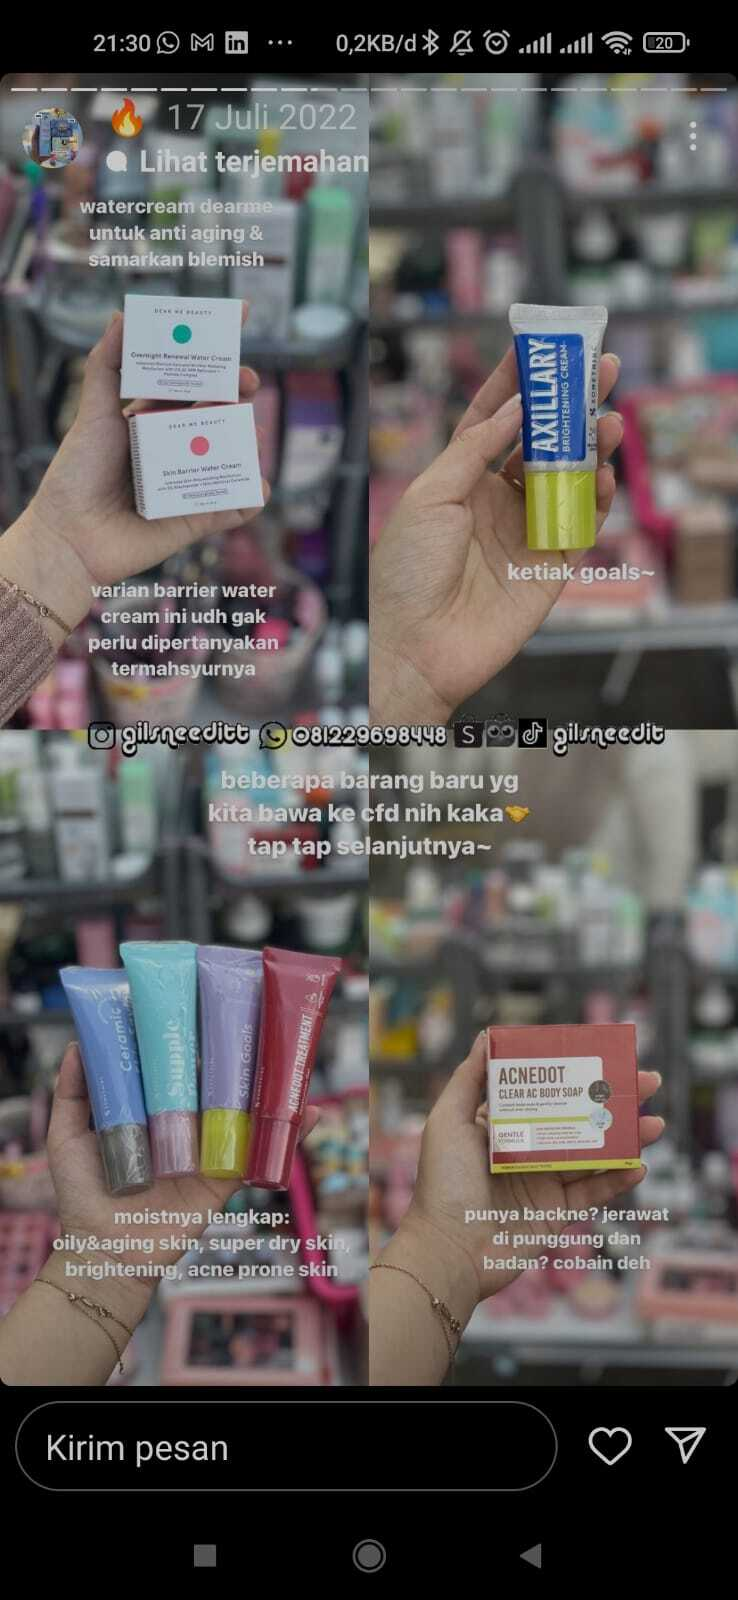 21:30
0,2KB/d
20
17 Juli 2022
Lihat terjemahan
watercream dearme
untuk anti aging &
samarkan blemish
DEAR ME BEAUTY
Overnight Renewal Water Cream
DEAR ME BEAUTY
Skin Barrier Water Cream
varian barrier water
cream ini udh gak
perlu dipertanyakan
termahsyurnya
AXILLARY
BRIGHTENING CREAM
SOMETHINC
ketiak goals~
gilsneeditt 081229698448 gilsneedit
beberapa barang baru yg
kita bawa ke cfd nih kaka
tap tap selanjutnya~
Ceramic
Supple
Skin Goals
ACNEDOT TREATMENT
moistnya lengkap:
oily&aging skin, super dry skin,
brightening, acne prone skin
ACNEDOT
CLEAR AC BODY SOAP
GENTLE
FORMULA
punya backne? jerawat
di punggung dan
badan? cobain deh
Kirim pesan